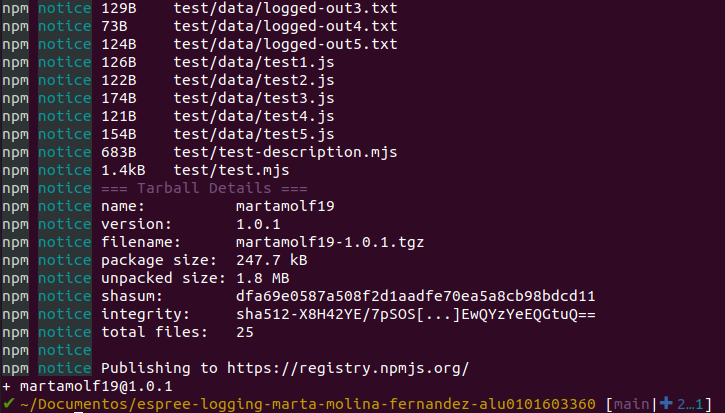 npm notice 129B    test/data/logged-out3.txt
npm notice 73B     test/data/logged-out4.txt
npm notice 124B    test/data/logged-out5.txt
npm notice 126B    test/data/test1.js
npm notice 122B    test/data/test2.js
npm notice 174B    test/data/test3.js
npm notice 121B    test/data/test4.js
npm notice 154B    test/data/test5.js
npm notice 683B    test/test-description.mjs
npm notice 1.4kB   test/test.mjs
npm notice === Tarball Details ===
npm notice name:          martamolf19
npm notice version:       1.0.1
npm notice filename:      martamolf19-1.0.1.tgz
npm notice package size:  247.7 kB
npm notice unpacked size: 1.8 MB
npm notice shasum:        dfa69e0587a508f2d1aadfe70ea5a8cb98bdcd11
npm notice integrity:     sha512-X8H42YE/7pSOS[...]EwQYzYeEQGtuQ==
npm notice total files:   25
npm notice
npm notice Publishing to https://registry.npmjs.org/
+ martamolf19@1.0.1
✔ ~/Documentos/espree-logging-marta-molina-fernandez-alu0101603360 [main|✚ 2…1]